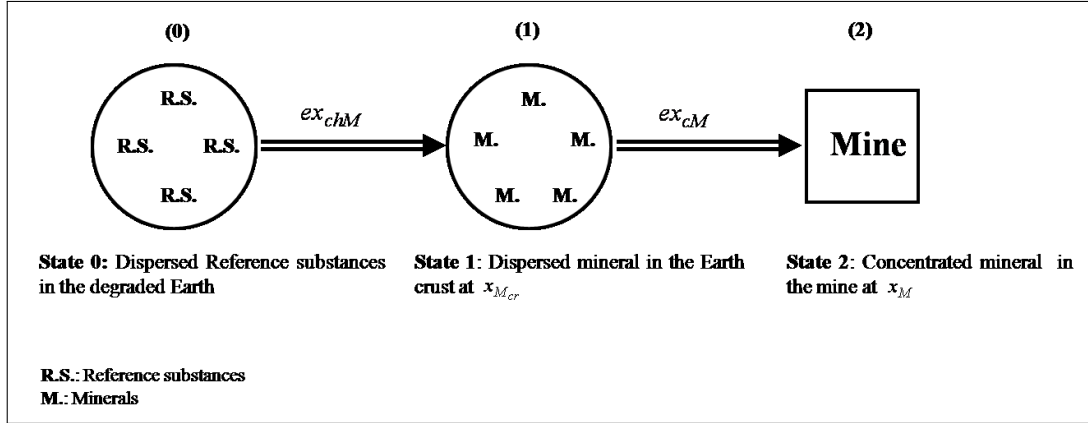 (0) (1) (2)
R.S. M.
ex_chM ex_cM
R.S. R.S. M. M. Mine
R.S. M. M.
State 0: Dispersed Reference substances
in the degraded Earth
State 1: Dispersed mineral in the Earth
crust at x_M_cr
State 2: Concentrated mineral in
the mine at x_M
R.S.: Reference substances
M.: Minerals